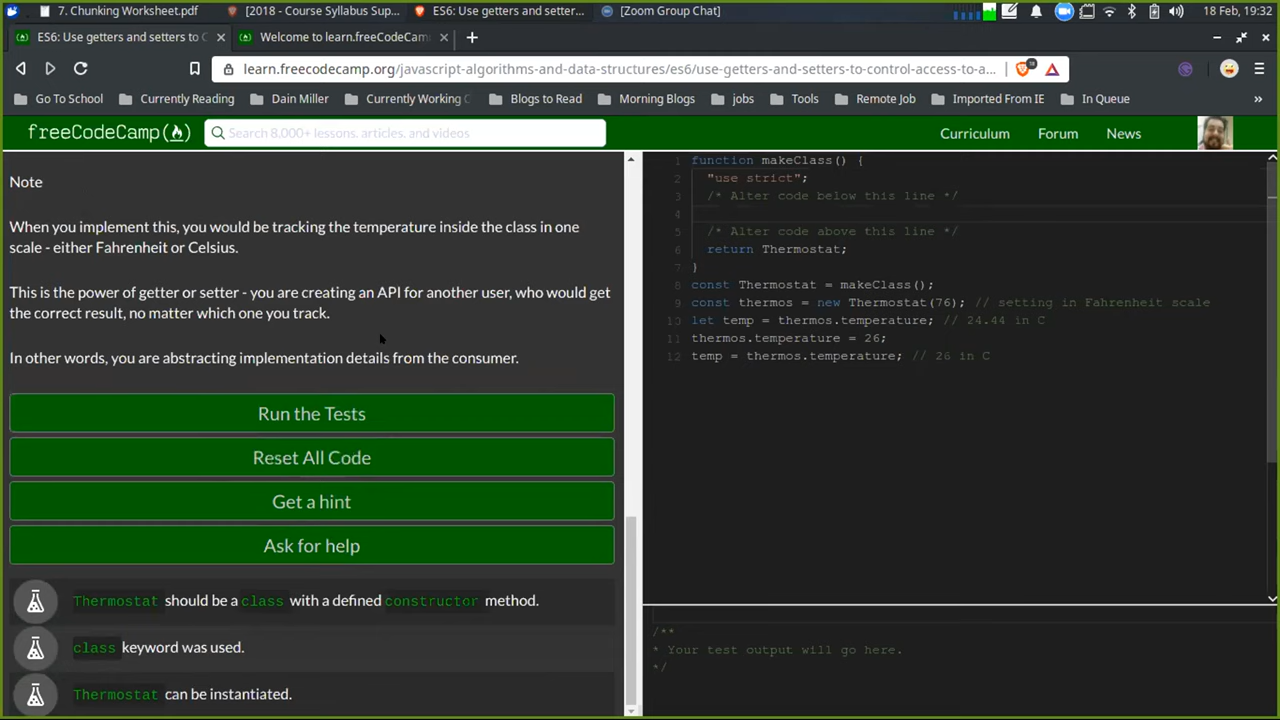 7. Chunking Worksheet.pdf
[2018 - Course Syllabus Sup...
ES6: Use getters and setter...
[Zoom Group Chat]
18 Feb, 19:32
ES6: Use getters and setters to C
Welcome to learn.freeCodeCam
learn.freecodecamp.org/javascript-algorithms-and-data-structures/es6/use-getters-and-setters-to-control-access-to-a...
18
Go To School
Currently Reading
Dain Miller
Currently Working C
Blogs to Read
Morning Blogs
jobs
Tools
Remote Job
Imported From IE
In Queue
»
freeCodeCamp
Search 8,000+ lessons, articles, and videos
Curriculum
Forum
News
Note
When you implement this, you would be tracking the temperature inside the class in one
scale - either Fahrenheit or Celsius.
This is the power of getter or setter - you are creating an API for another user, who would get
the correct result, no matter which one you track.
In other words, you are abstracting implementation details from the consumer.
Run the Tests
Reset All Code
Get a hint
Ask for help
Thermostat should be a class with a defined constructor method.
class keyword was used.
Thermostat can be instantiated.
1 function makeClass() {
2 "use strict";
3 /* Alter code below this line */
4
5 /* Alter code above this line */
6 return Thermostat;
7 }
8 const Thermostat = makeClass();
9 const thermos = new Thermostat(76); // setting in Fahrenheit scale
10 let temp = thermos.temperature; // 24.44 in C
11 thermos.temperature = 26;
12 temp = thermos.temperature; // 26 in C
/**
* Your test output will go here.
*/